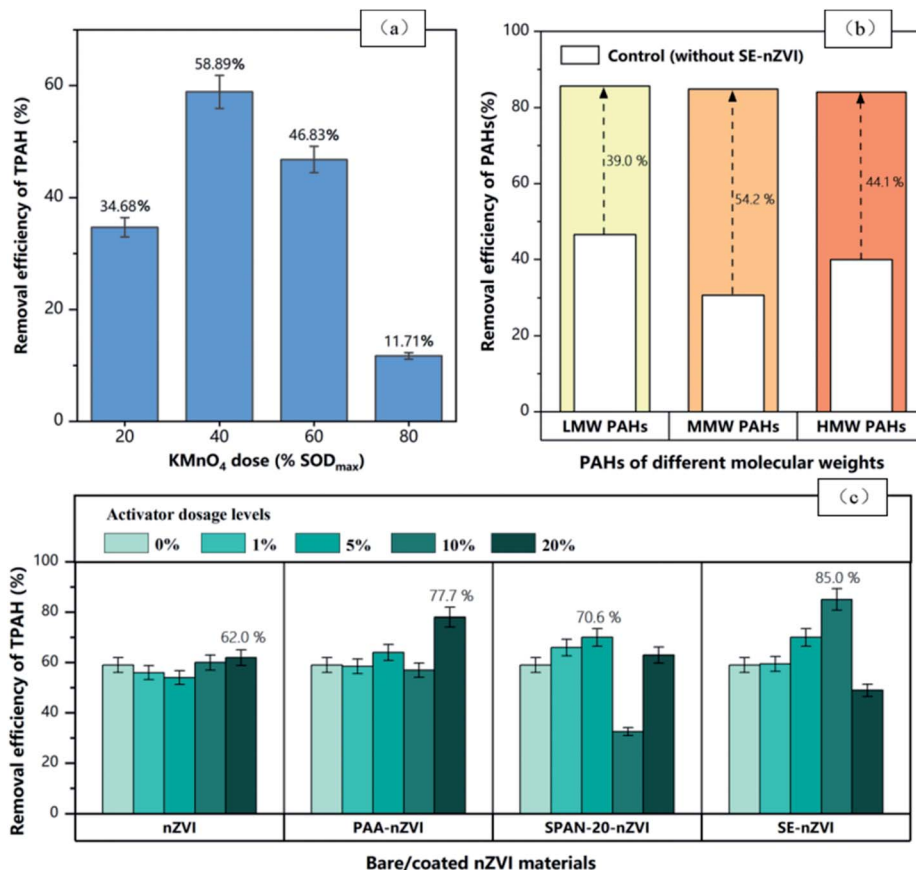 (a)
Removal efficiency of TPAH (%)
60
40
20
0
34.68%
58.89%
46.83%
11.71%
20
40
60
80
KMnO4 dose (% SODmax)
(b)
Removal efficiency of PAHs(%)
100
80
60
40
20
0
Control (without SE-nZVI)
39.0 %
54.2 %
44.1 %
LMW PAHs
MMW PAHs
HMW PAHs
PAHs of different molecular weights
(c)
Activator dosage levels
0%
1%
5%
10%
20%
Removal efficiency of TPAH (%)
100
80
60
40
20
0
62.0 %
77.7 %
70.6 %
85.0 %
nZVI
PAA-nZVI
SPAN-20-nZVI
SE-nZVI
Bare/coated nZVI materials